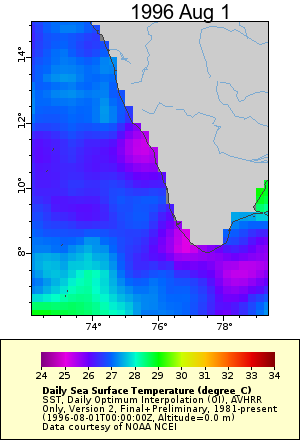 1996 Aug 1
14°
12°
10°
8°
74° 76° 78°
24 25 26 27 28 29 30 31 32 33 34
Daily Sea Surface Temperature (degree_C)
SST, Daily Optimum Interpolation (OI), AVHRR
Only, Version 2, Final+Preliminary, 1981-present
(1996-08-01T00:00:00Z, Altitude=0.0 m)
Data courtesy of NOAA NCEI